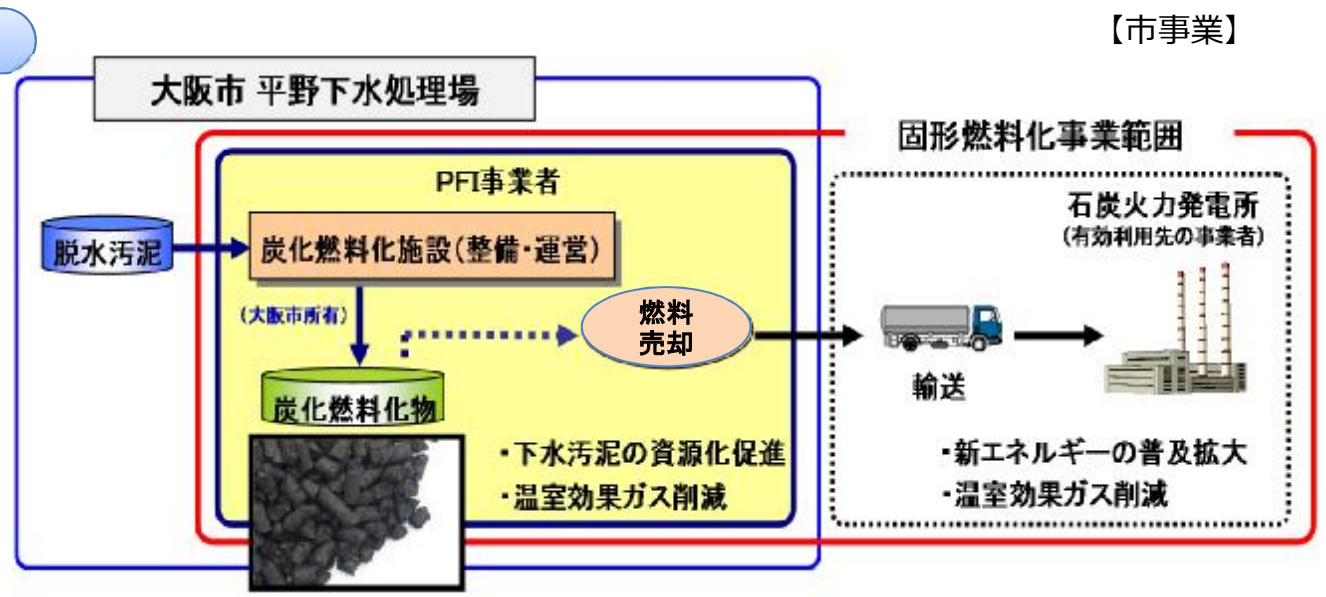 【市事業】
大阪市 平野下水処理場
固形燃料化事業範囲
PFI事業者
脱水汚泥
炭化燃料化施設(整備・運営)
(大阪市所有)
炭化燃料化物
燃料
売却
・下水汚泥の資源化促進
・温室効果ガス削減
石炭火力発電所
(有効利用先の事業者)
輸送
・新エネルギーの普及拡大
・温室効果ガス削減